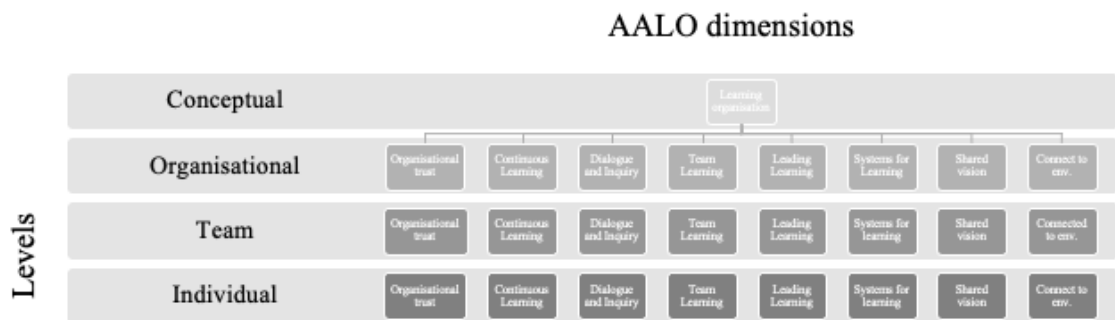 AALO dimensions
Conceptual
Learning
organisation
Organisational
Organisational
trust
Continuous
Learning
Dialogue
and Inquiry
Team
Learning
Leading
Learning
Systems for
Learning
Shared
vision
Connect to
env.
Levels
Team
Organisational
trust
Continuous
Learning
Dialogue
and Inquiry
Team
Learning
Leading
Learning
Systems for
learning
Shared
vision
Connected
to env.
Individual
Organisational
trust
Continuous
Learning
Dialogue
and Inquiry
Team
Learning
Leading
Learning
Systems for
learning
Shared
vision
Connect to
env.